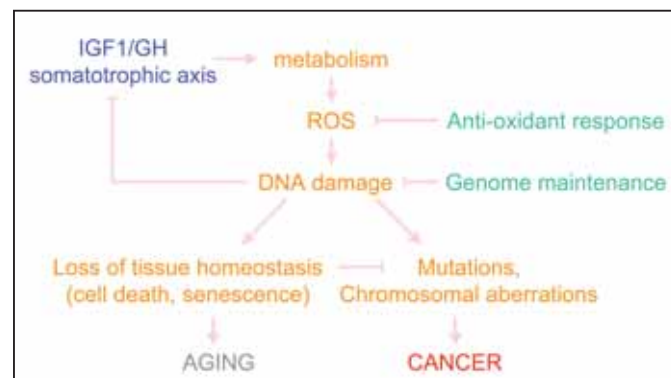 IGF1/GH
somatotrophic axis
metabolism
ROS
Anti-oxidant response
DNA damage
Genome maintenance
Loss of tissue homeostasis
(cell death, senescence)
Mutations,
Chromosomal aberrations
AGING
CANCER